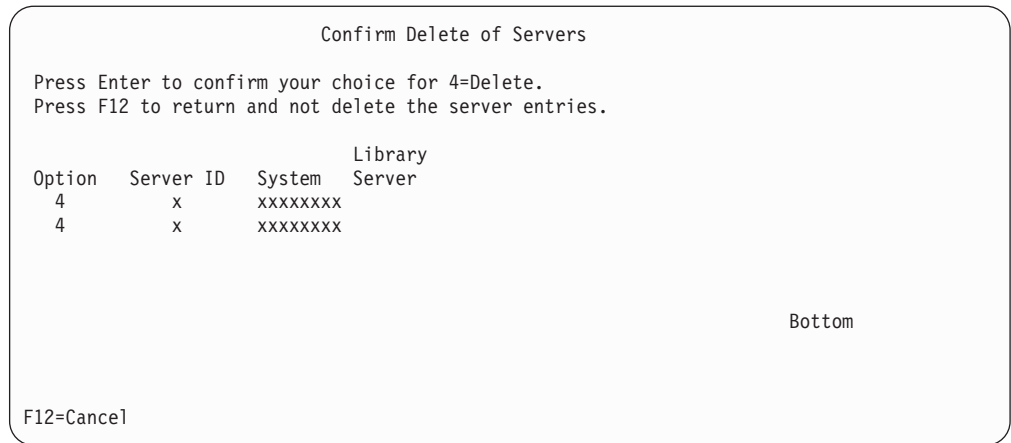 Confirm Delete of Servers
Press Enter to confirm your choice for 4=Delete.
Press F12 to return and not delete the server entries.
Library
Option Server ID System Server
4 x xxxxxxxx
4 x xxxxxxxx
Bottom
F12=Cancel